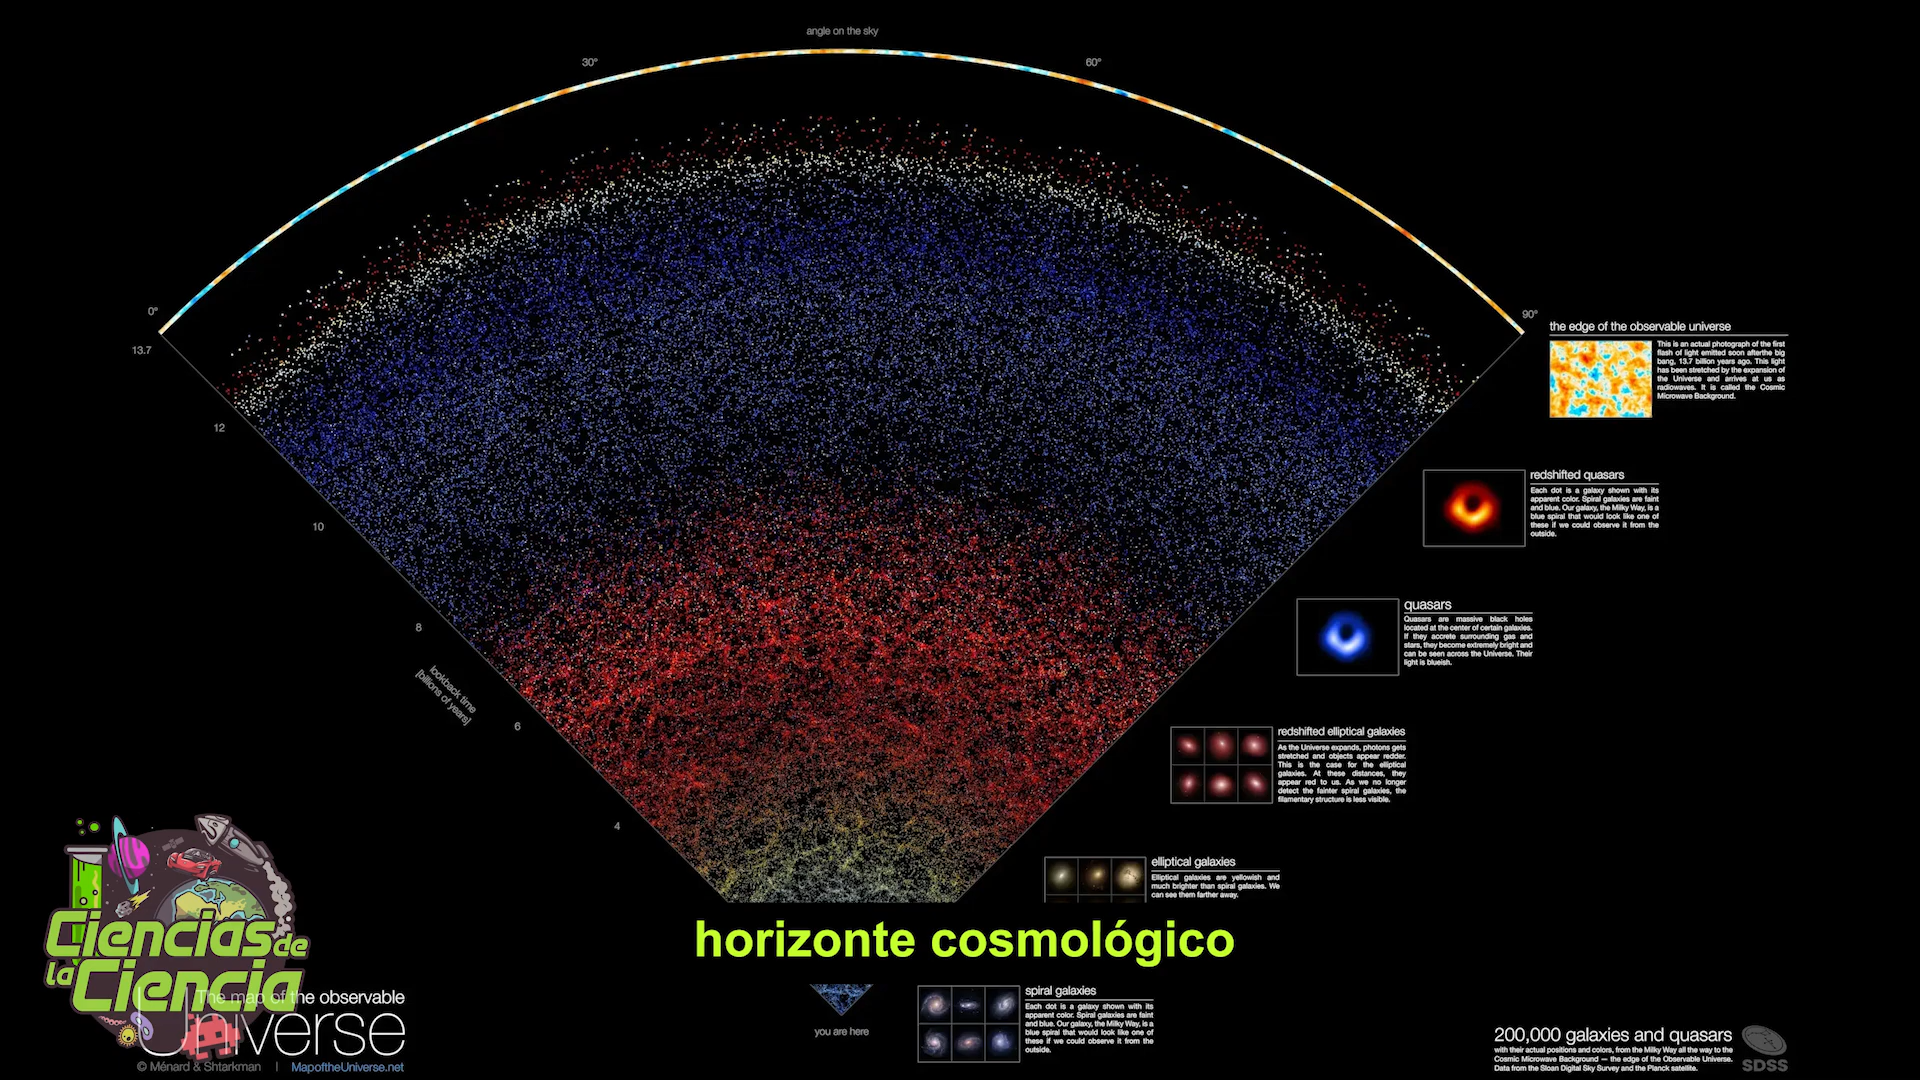 angle on the sky
30°
60°
0°
90°
13.7
12
10
8
6
4
lookback time
[billions of years]
the edge of the observable universe
This is an actual photograph of the first
flash of light emitted soon afterthe big
bang, 13.7 billion years ago. This light
has been stretched by the expansion of
the Universe and arrives at us as
radiowaves. It is called the Cosmic
Microwave Background.
redshifted quasars
Each dot is a galaxy shown with its
apparent color. Spiral galaxies are faint
and blue. Our galaxy, the Milky Way, is a
blue spiral that would look like one of
these if we could observe it from the
outside.
quasars
Quasars are massive black holes
located at the center of certain galaxies.
If they accrete surrounding gas and
stars, they become extremely bright and
can be seen across the Universe. Their
light is blueish.
redshifted elliptical galaxies
As the Universe expands, photons gets
stretched and objects appear redder.
This is the case for the elliptical
galaxies. At these distances, they
appear red to us. As we no longer
detect the fainter spiral galaxies, the
filamentary structure is less visible.
elliptical galaxies
Elliptical galaxies are yellowish and
much brighter than spiral galaxies. We
can see them farther away.
horizonte cosmológico
spiral galaxies
Each dot is a galaxy shown with its
apparent color. Spiral galaxies are faint
and blue. Our galaxy, the Milky Way, is a
blue spiral that would look like one of
these if we could observe it from the
outside.
you are here
Ciencias de
la Ciencia
The map of the observable
Universe
© Ménard & Shtarkman | MapoftheUniverse.net
200,000 galaxies and quasars
with their actual positions and colors, from the Milky Way all the way to the
Cosmic Microwave Background — the edge of the Observable Universe.
Data from the Sloan Digital Sky Survey and the Planck satellite.
SDSS